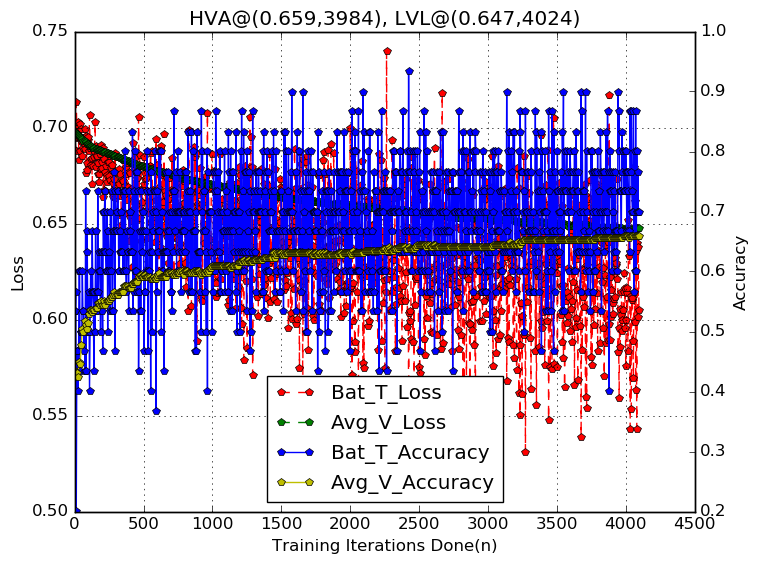 HVA@(0.659,3984), LVL@(0.647,4024)
0.75
0.70
0.65
0.60
0.55
0.50
Loss
1.0
0.9
0.8
0.7
0.6
0.5
0.4
0.3
0.2
Accuracy
Bat_T_Loss
Avg_V_Loss
Bat_T_Accuracy
Avg_V_Accuracy
0 500 1000 1500 2000 2500 3000 3500 4000 4500
Training Iterations Done(n)